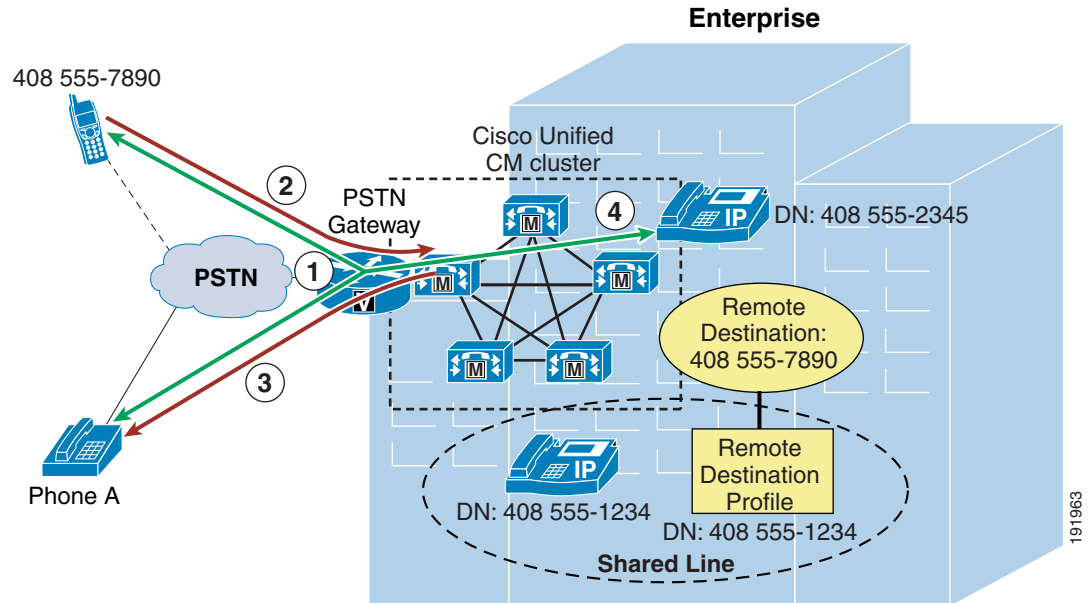 Enterprise
408 555-7890
Cisco Unified
CM cluster
2
PSTN
Gateway
M
4
IP
DN: 408 555-2345
PSTN
1
V
M
M
Remote
Destination:
408 555-7890
3
M
M
Phone A
IP
DN: 408 555-1234
Remote
Destination
Profile
DN: 408 555-1234
Shared Line
191963